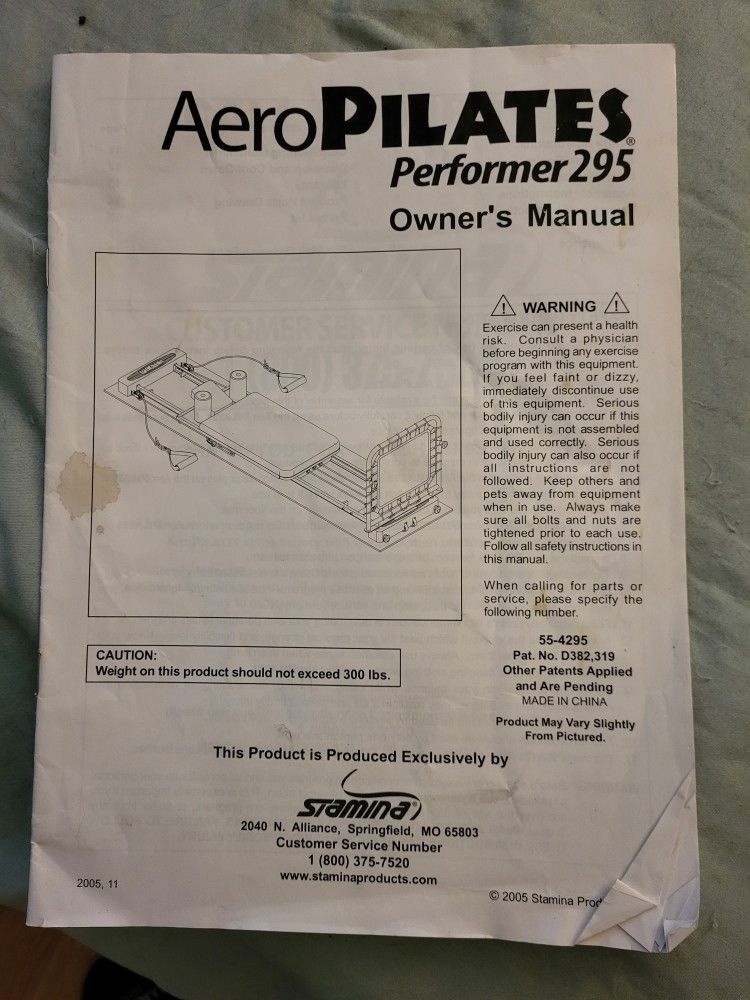 AeroPILATES®
Performer 295
Owner's Manual
WARNING
Exercise can present a health
risk. Consult a physician
before beginning any exercise
program with this equipment.
If you feel faint or dizzy,
immediately discontinue use
of this equipment. Serious
bodily injury can occur if this
equipment is not assembled
and used correctly. Serious
bodily injury can also occur if
all instructions are not
followed. Keep others and
pets away from equipment
when in use. Always make
sure all bolts and nuts are
tightened prior to each use.
Follow all safety instructions in
this manual.
When calling for parts or
service, please specify the
following number.
55-4295
Pat. No. D382,319
Other Patents Applied
and Are Pending
MADE IN CHINA
Product May Vary Slightly
From Pictured.
CAUTION:
Weight on this product should not exceed 300 lbs.
This Product is Produced Exclusively by
STAMINA®
2040 N. Alliance, Springfield, MO 65803
Customer Service Number
1 (800) 375-7520
www.staminaproducts.com
2005, 11
© 2005 Stamina Prod